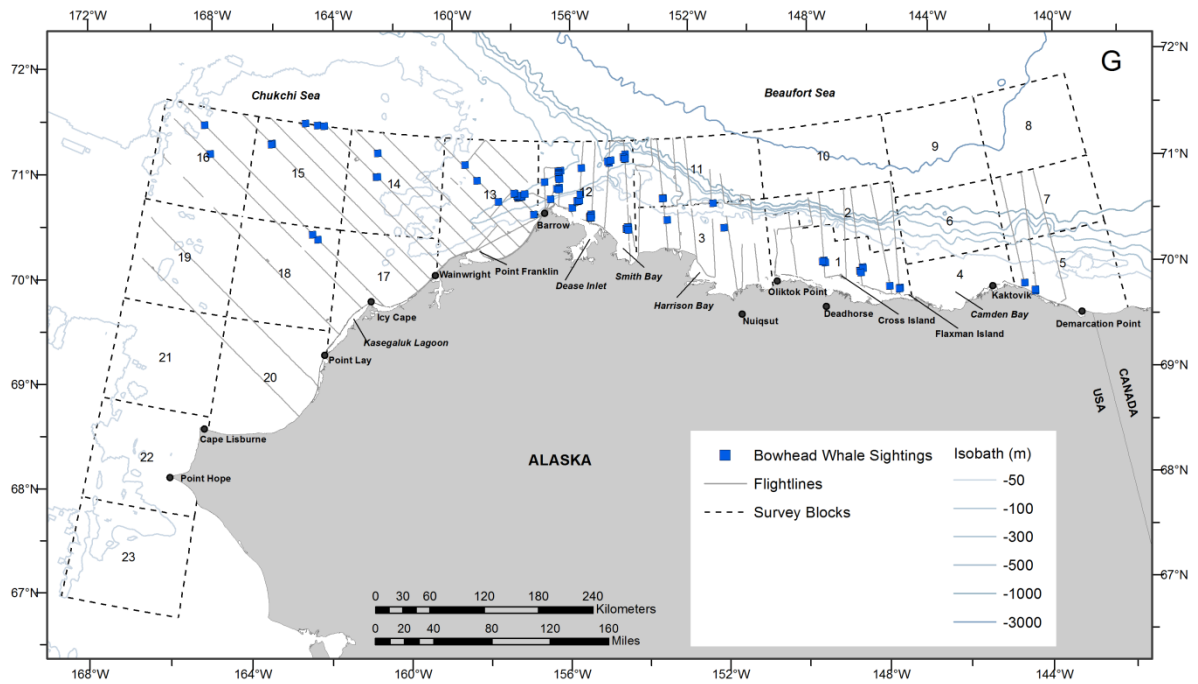 172°W 168°W 164°W 160°W 156°W 152°W 148°W 144°W 140°W
G
72°N
72°N
Chukchi Sea
Beaufort Sea
8
9
10
11
16
15
14
13
12
71°N
71°N
7
2
6
3
19
18
17
1
4
5
70°N
70°N
Barrow
Wainwright
Point Franklin
Dease Inlet
Smith Bay
Harrison Bay
Oliktok Point
Nuiqsut
Deadhorse
Cross Island
Flaxman Island
Camden Bay
Kaktovik
Demarcation Point
Icy Cape
Kasegaluk Lagoon
Point Lay
21
20
69°N
69°N
USA
CANADA
Cape Lisburne
22
Point Hope
ALASKA
68°N
68°N
23
67°N
67°N
Bowhead Whale Sightings
Flightlines
Survey Blocks
Isobath (m)
-50
-100
-300
-500
-1000
-3000
0 30 60 120 180 240
Kilometers
0 20 40 80 120 160
Miles
168°W 164°W 160°W 156°W 152°W 148°W 144°W